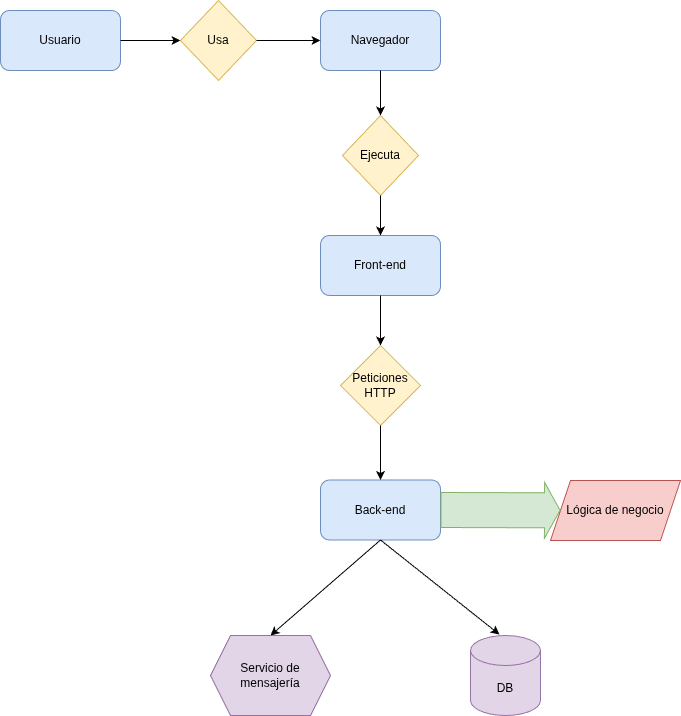 Usuario
Usa
Navegador
Ejecuta
Front-end
Peticiones
HTTP
Back-end
Lógica de negocio
Servicio de
mensajería
DB